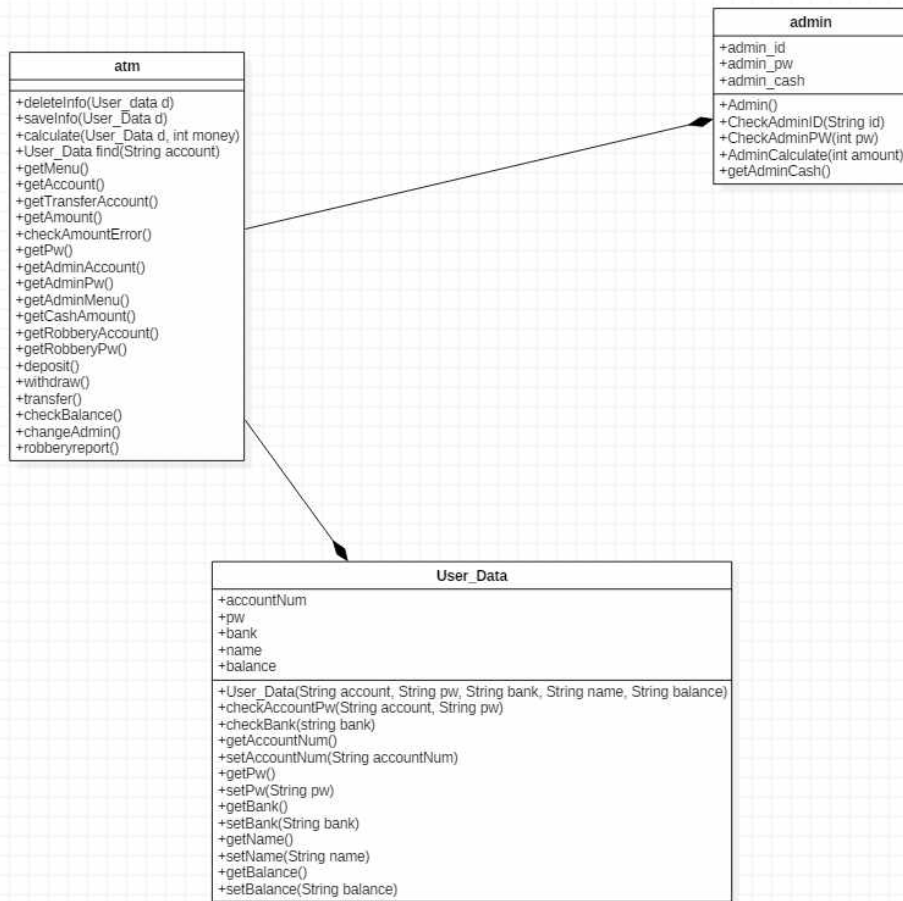 atm
+deleteInfo(User_data d)
+saveInfo(User_Data d)
+calculate(User_Data d, int money)
+User_Data find(String account)
+getMenu()
+getAccount()
+getTransferAccount()
+getAmount()
+checkAmountError()
+getPw()
+getAdminAccount()
+getAdminPw()
+getAdminMenu()
+getCashAmount()
+getRobberyAccount()
+getRobberyPw()
+deposit()
+withdraw()
+transfer()
+checkBalance()
+changeAdmin()
+robberyreport()
admin
+admin_id
+admin_pw
+admin_cash
+Admin()
+CheckAdminID(String id)
+CheckAdminPW(int pw)
+AdminCalculate(int amount)
+getAdminCash()
User_Data
+accountNum
+pw
+bank
+name
+balance
+User_Data(String account, String pw, String bank, String name, String balance)
+checkAccountPw(String account, String pw)
+checkBank(string bank)
+getAccountNum()
+setAccountNum(String accountNum)
+getPw()
+setPw(String pw)
+getBank()
+setBank(String bank)
+getName()
+setName(String name)
+getBalance()
+setBalance(String balance)